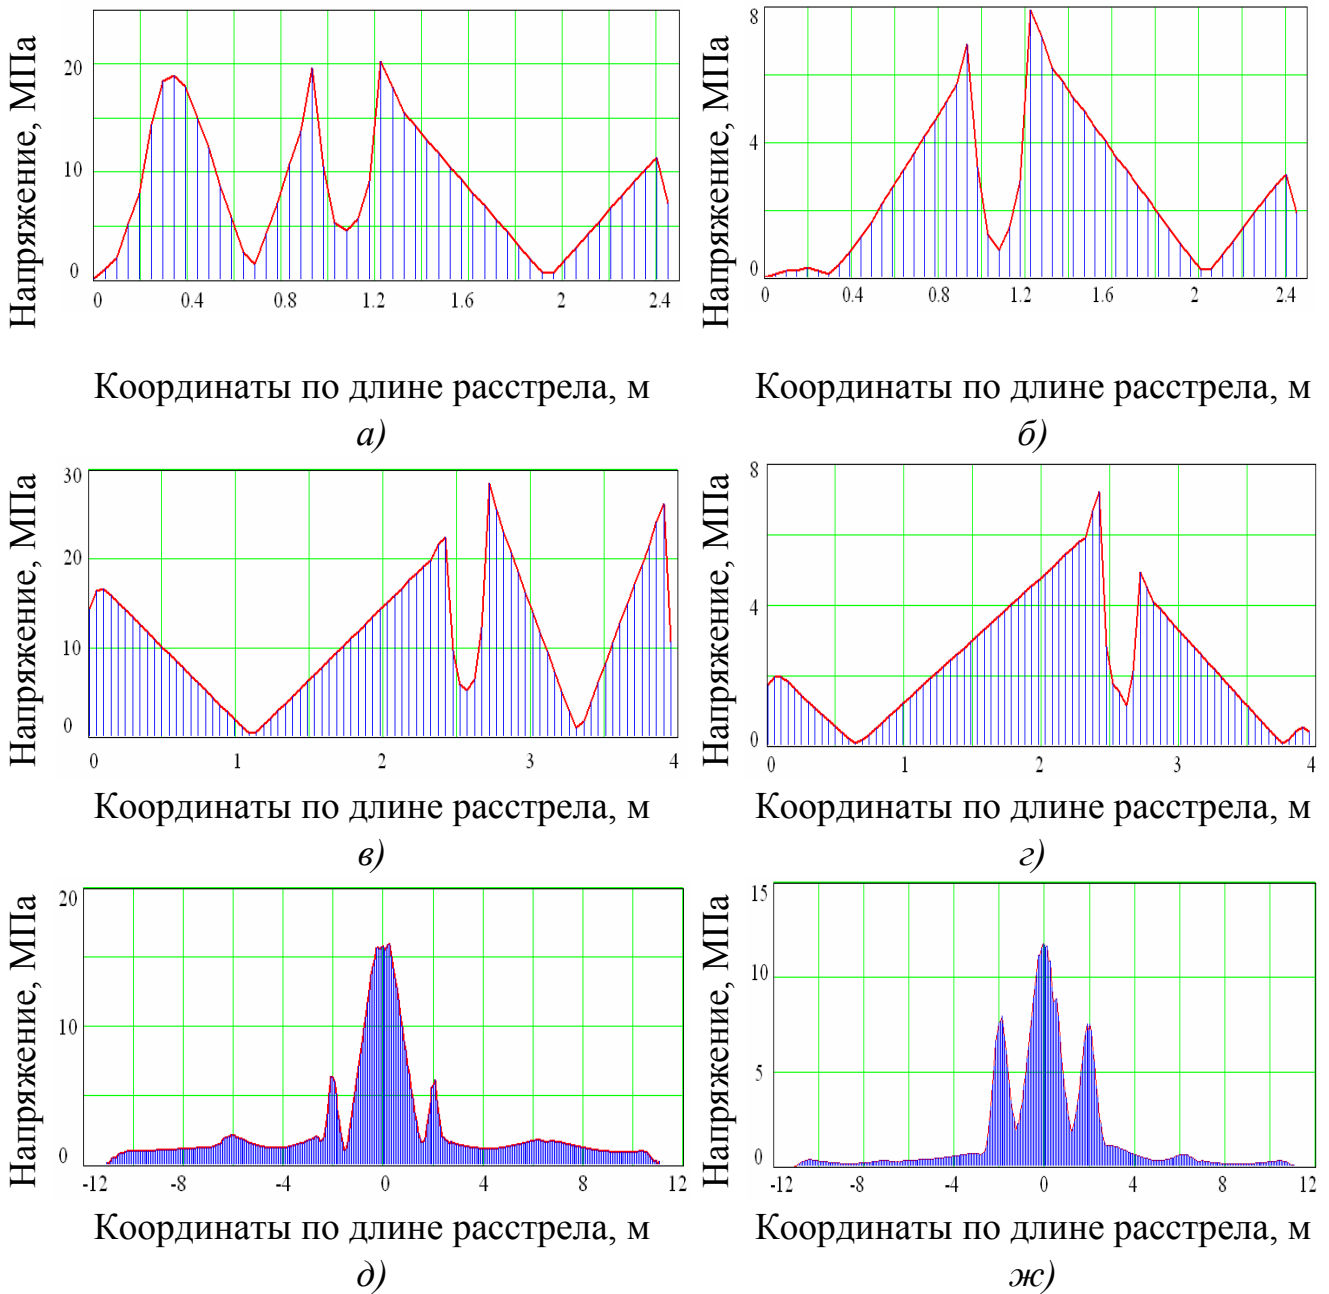 Напряжение, МПа
20
10
0
0 0.4 0.8 1.2 1.6 2 2.4
Координаты по длине расстрела, м
а)
Напряжение, МПа
8
4
0
0 0.4 0.8 1.2 1.6 2 2.4
Координаты по длине расстрела, м
б)
Напряжение, МПа
30
20
10
0
0 1 2 3 4
Координаты по длине расстрела, м
в)
Напряжение, МПа
8
4
0
0 1 2 3 4
Координаты по длине расстрела, м
г)
Напряжение, МПа
20
10
0
-12 -8 -4 0 4 8 12
Координаты по длине расстрела, м
д)
Напряжение, МПа
15
10
5
0
-12 -8 -4 0 4 8 12
Координаты по длине расстрела, м
ж)